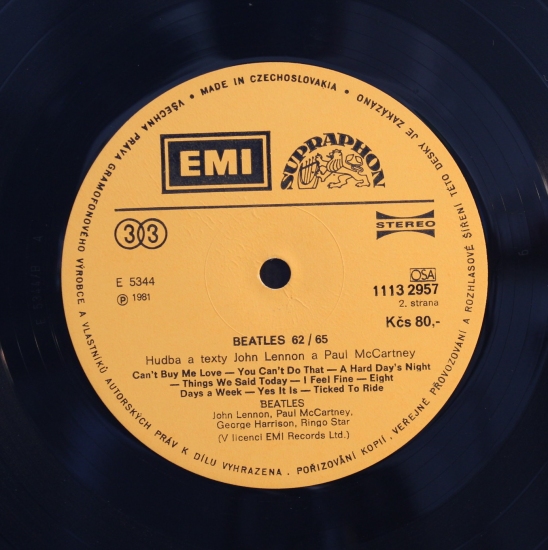 VŠECHNA PRÁVA GRAMOFONOVÉHO VÝROBCE A VLASTNÍKŮ AUTORSKÝCH PRÁV K DÍLU VYHRAZENA. POŘIZOVÁNÍ KOPIÍ, VEŘEJNÉ PROVOZOVÁNÍ A ROZHLASOVÉ ŠÍŘENÍ TÉTO DESKY JE ZAKÁZÁNO • MADE IN CZECHOSLOVAKIA •
EMI
SUPRAPHON
33
STEREO
E 5344
Ⓟ 1981
OSA
1113 2957
2. strana
Kčs 80,-
BEATLES 62/65
Hudba a texty John Lennon a Paul McCartney
Can't Buy Me Love — You Can't Do That — A Hard Day's Night
— Things We Said Today — I Feel Fine — Eight
Days a Week — Yes It Is — Ticked To Ride
BEATLES
John Lennon, Paul McCartney,
George Harrison, Ringo Star
(V licenci EMI Records Ltd.)